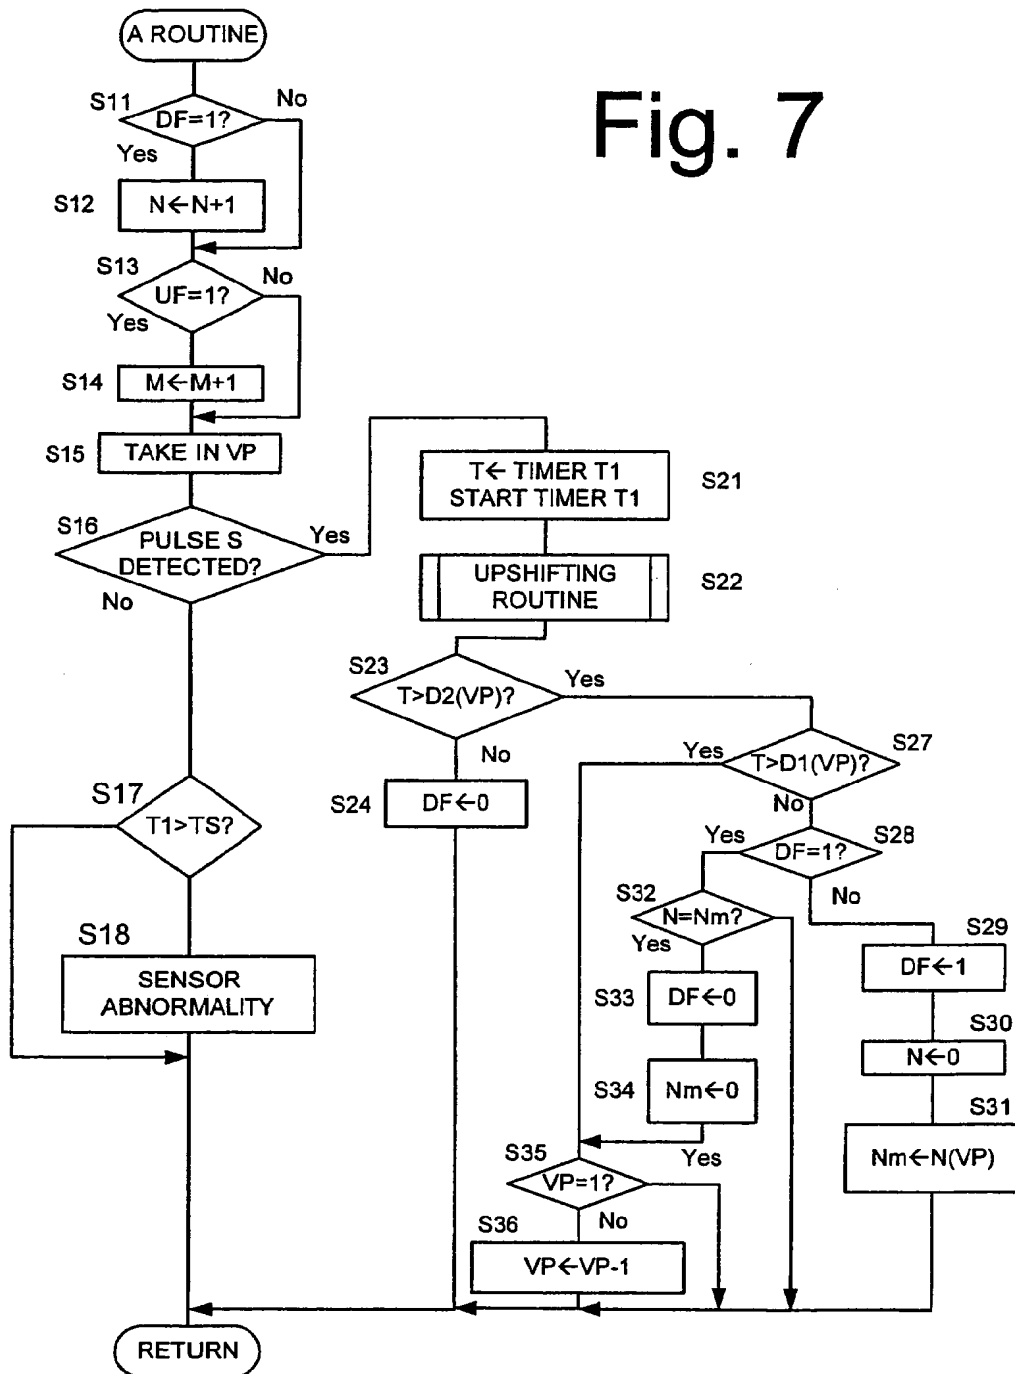 A ROUTINE
Fig. 7
S11
DF=1?
No
Yes
S12
N←N+1
S13
UF=1?
No
Yes
S14
M←M+1
S15
TAKE IN VP
S16
PULSE S
DETECTED?
Yes
No
T← TIMER T1
START TIMER T1
S21
UPSHIFTING
ROUTINE
S22
S23
T>D2(VP)?
Yes
No
S24
DF←0
S27
T>D1(VP)?
Yes
No
S28
DF=1?
Yes
No
S17
T1>TS?
S18
SENSOR
ABNORMALITY
S32
N=Nm?
Yes
S33
DF←0
S34
Nm←0
S29
DF←1
S30
N←0
S31
Nm←N(VP)
S35
VP=1?
Yes
No
S36
VP←VP-1
RETURN